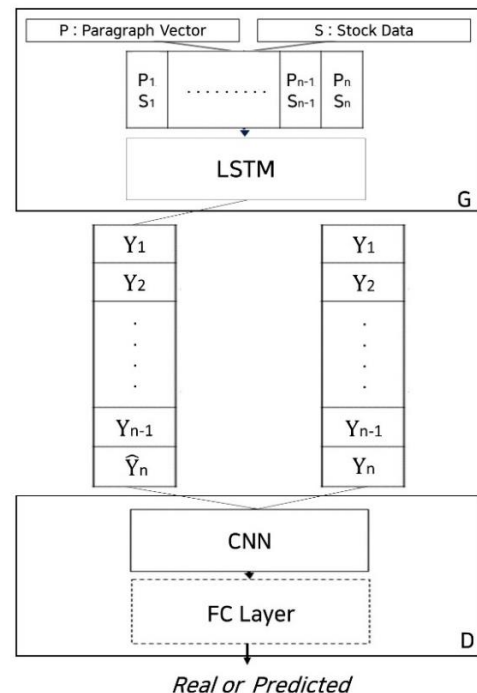 P : Paragraph Vector
S : Stock Data
P1 ......... Pn-1 Pn
S1 Sn-1 Sn
LSTM
G
Y1
Y2
.
.
.
.
Yn-1
Ŷn
Y1
Y2
.
.
.
.
Yn-1
Yn
CNN
FC Layer
D
Real or Predicted